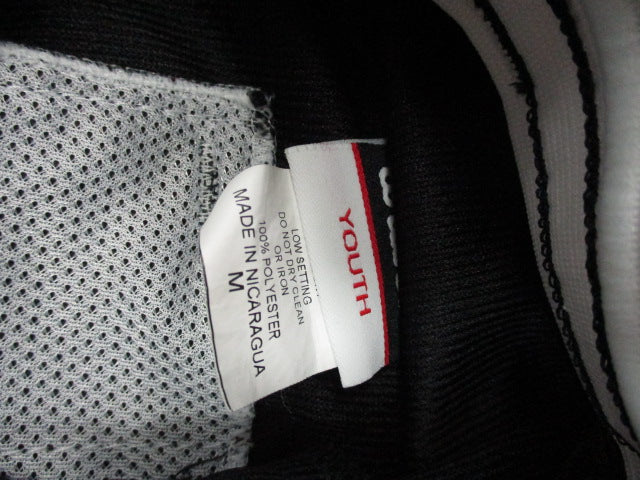 YOUTH
LOW SETTING
DO NOT DRY CLEAN
OR IRON
100% POLYESTER
MADE IN NICARAGUA
M